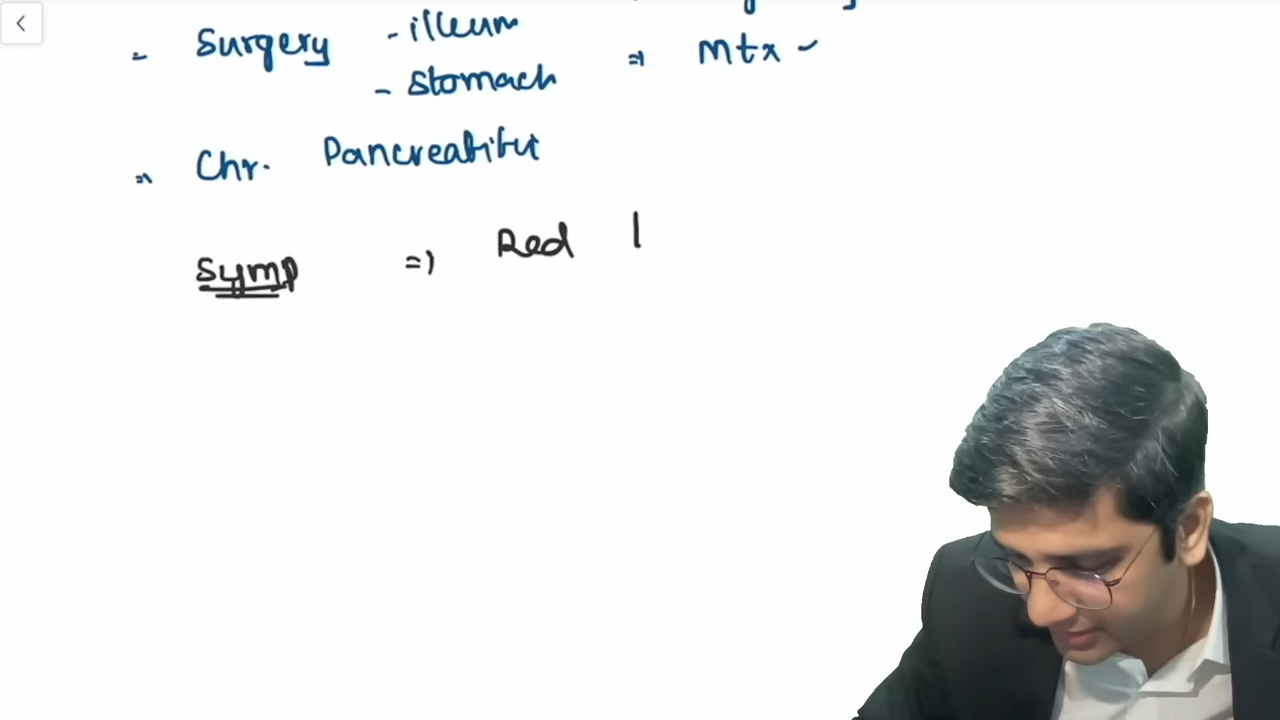 - Surgery - illeum
- Stomach => Mtx -
=> Chr. Pancreatitis
Symp => Red